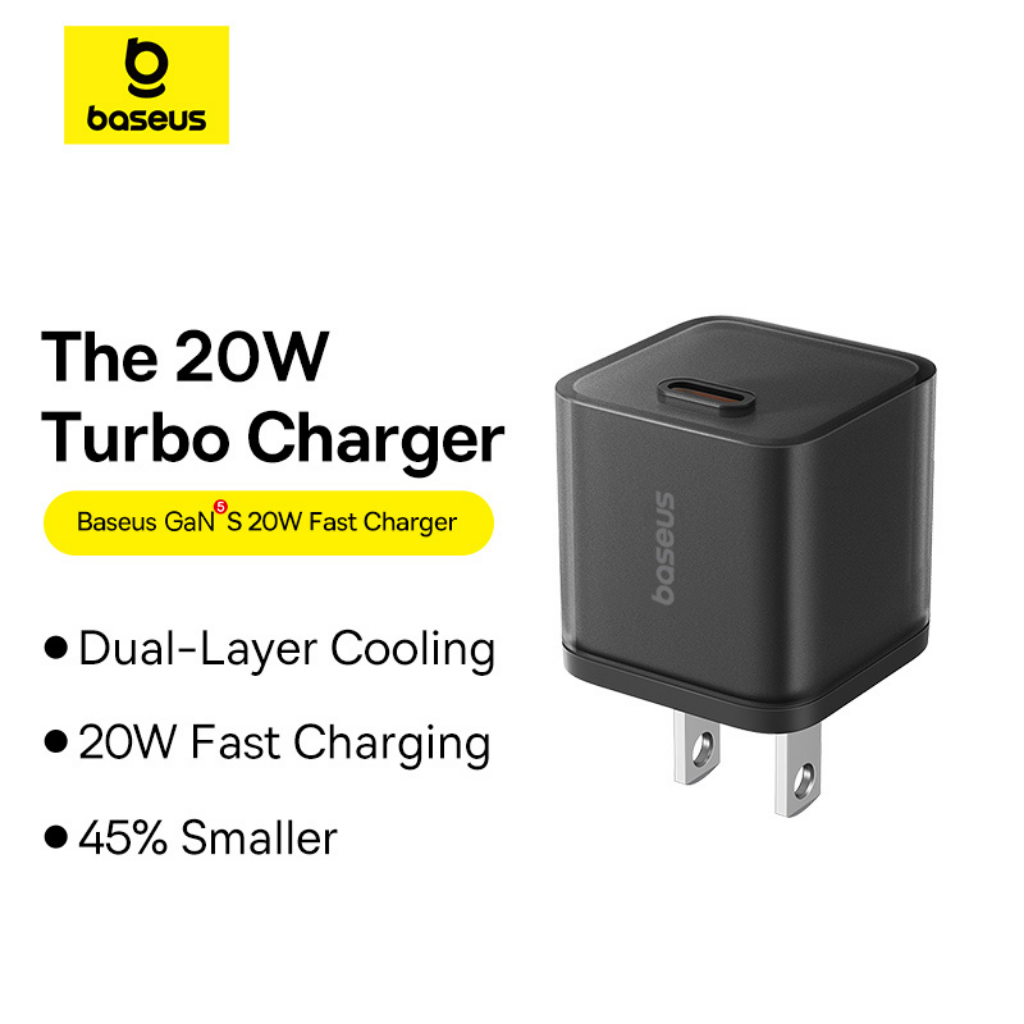 baseus
The 20W
Turbo Charger
Baseus GaN⁵S 20W Fast Charger
● Dual-Layer Cooling
● 20W Fast Charging
● 45% Smaller
baseus